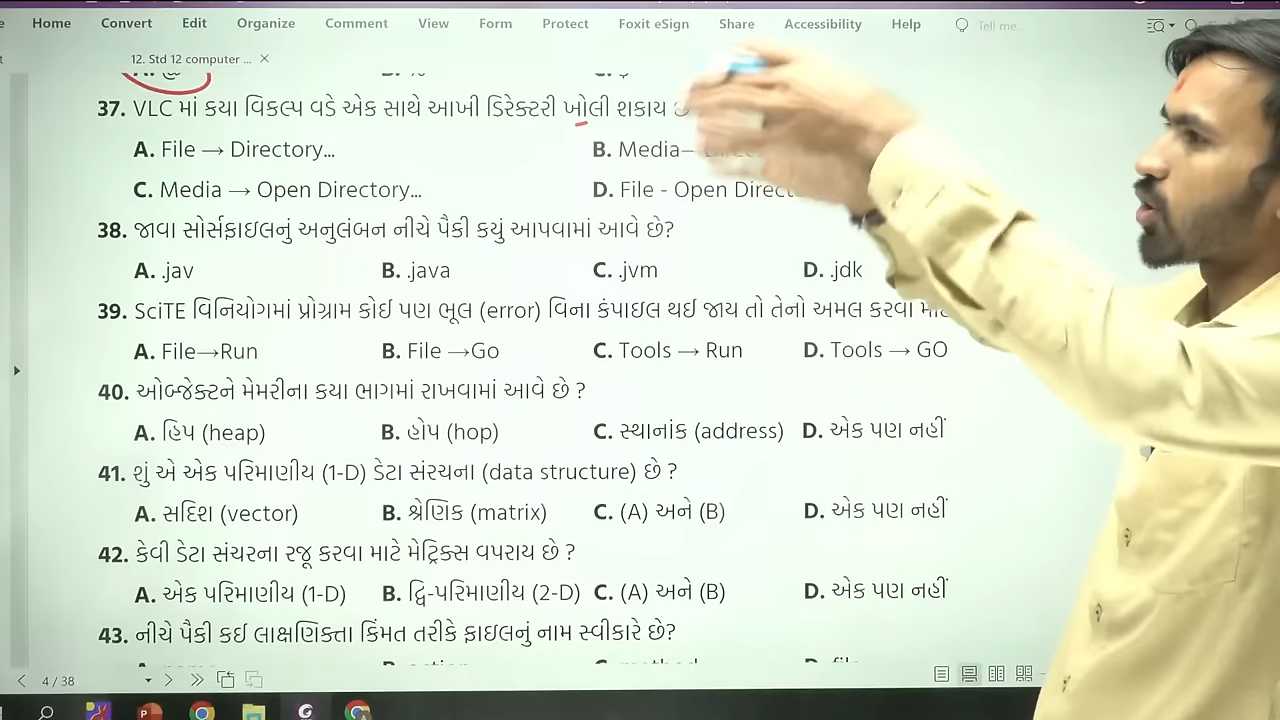 Home Convert Edit Organize Comment View Form Protect Foxit eSign Share Accessibility Help Tell me...
12. Std 12 computer ... ×
37. VLC માં કયા વિકલ્પ વડે એક સાથે આખી ડિરેક્ટરી ખોલી શકાય
A. File → Directory... B. Media
C. Media → Open Directory... D. File - Open
38. જાવા સોર્સફાઇલનું અનુલંબન નીચે પૈકી કયું આપવામાં આવે છે?
A. .jav B. .java C. .jvm D. .jdk
39. SciTE વિનિયોગમાં પ્રોગ્રામ કોઈ પણ ભૂલ (error) વિના કંપાઇલ થઈ જાય તો તેનો અમલ કરવા
A. File→Run B. File →Go C. Tools → Run D. Tools → GO
40. ઓબ્જેક્ટને મેમરીના કયા ભાગમાં રાખવામાં આવે છે ?
A. હિપ (heap) B. હોપ (hop) C. સ્થાનાંક (address) D. એક પણ નહીં
41. શું એ એક પરિમાણીય (1-D) ડેટા સંરચના (data structure) છે ?
A. સદિશ (vector) B. શ્રેણિક (matrix) C. (A) અને (B) D. એક પણ નહીં
42. કેવી ડેટા સંચરના રજૂ કરવા માટે મેટ્રિક્સ વપરાય છે ?
A. એક પરિમાણીય (1-D) B. દ્વિ-પરિમાણીય (2-D) C. (A) અને (B) D. એક પણ નહીં
43. નીચે પૈકી કઈ લાક્ષણિક્તા કિંમત તરીકે ફાઇલનું નામ સ્વીકારે છે?
4 / 38